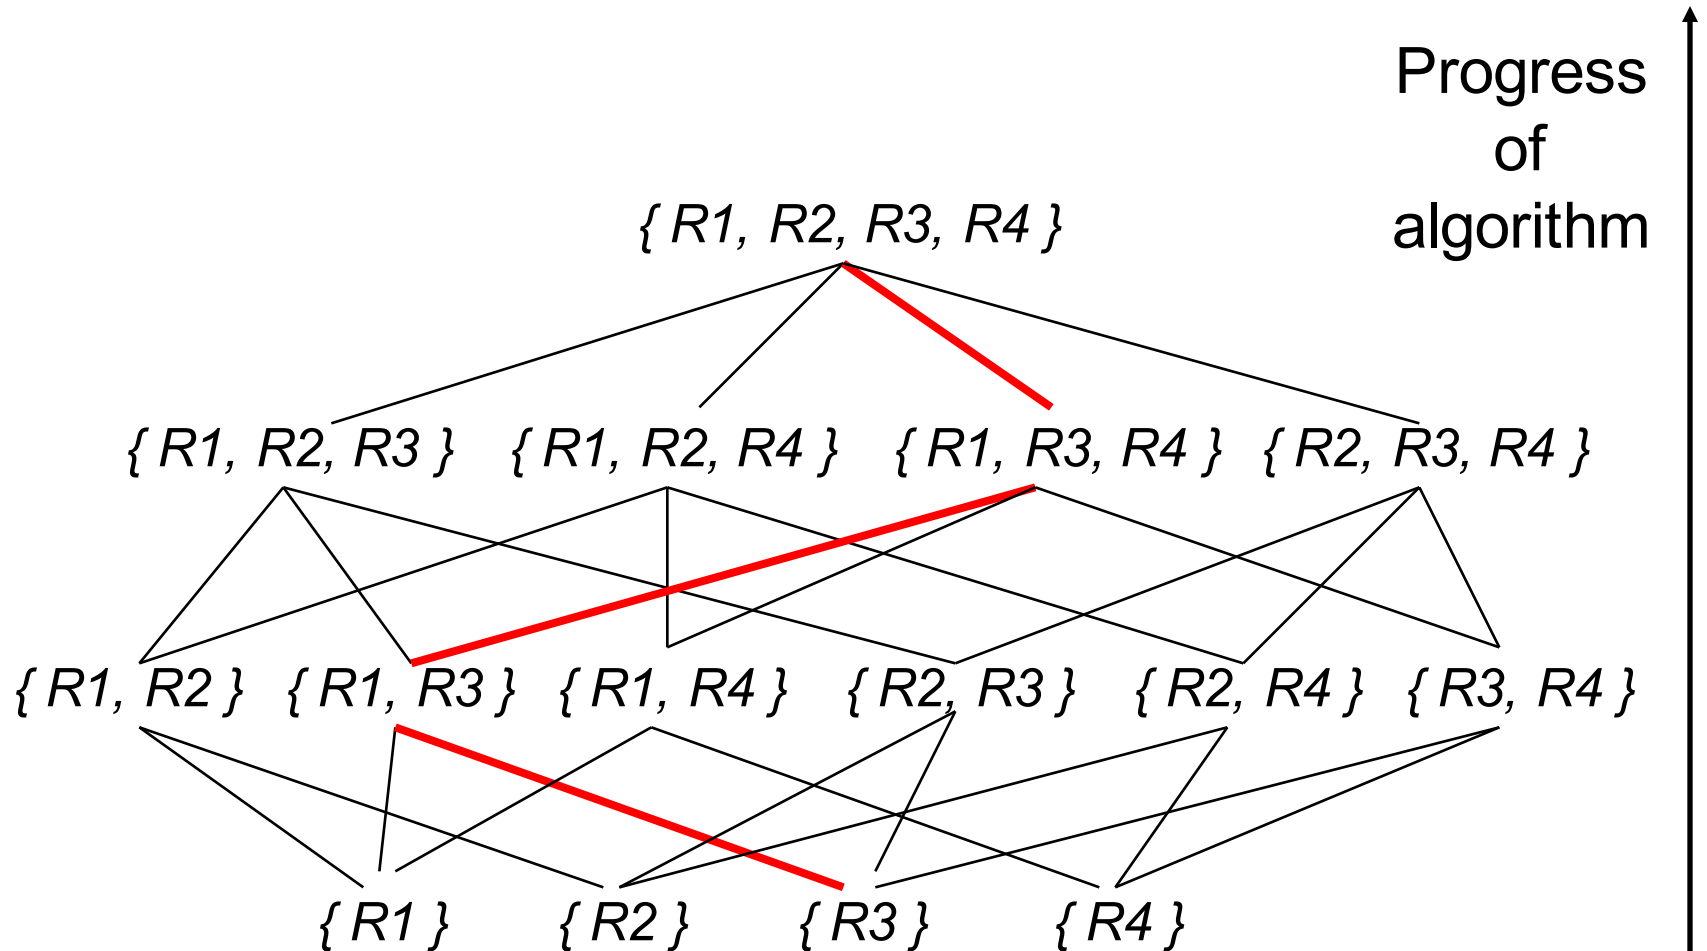 Progress
of
algorithm
{ R1, R2, R3, R4 }
{ R1, R2, R3 } { R1, R2, R4 } { R1, R3, R4 } { R2, R3, R4 }
{ R1, R2 } { R1, R3 } { R1, R4 } { R2, R3 } { R2, R4 } { R3, R4 }
{ R1 } { R2 } { R3 } { R4 }